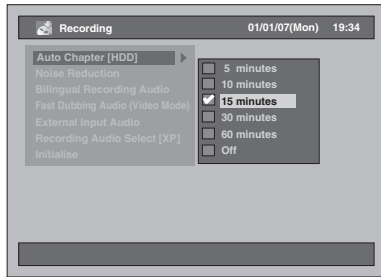 Recording 01/01/07(Mon) 19:34
Auto Chapter [HDD]
Noise Reduction
Bilingual Recording Audio
Fast Dubbing Audio (Video Mode)
External Input Audio
Recording Audio Select [XP]
Initialise
5 minutes
10 minutes
15 minutes
30 minutes
60 minutes
Off